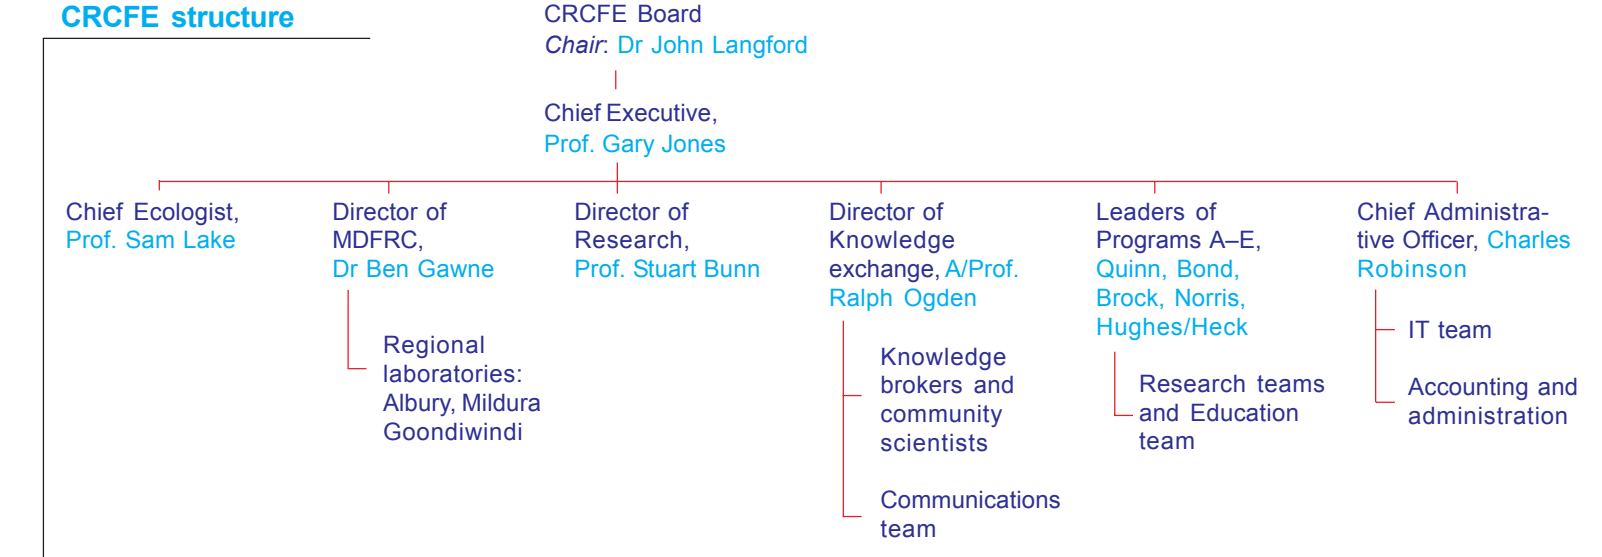 CRCFE structure
CRCFE Board
Chair: Dr John Langford
Chief Executive,
Prof. Gary Jones
Chief Ecologist,
Prof. Sam Lake
Director of
MDFRC,
Dr Ben Gawne
Regional
laboratories:
Albury, Mildura
Goondiwindi
Director of
Research,
Prof. Stuart Bunn
Director of
Knowledge
exchange, A/Prof.
Ralph Ogden
Knowledge
brokers and
community
scientists
Communications
team
Leaders of
Programs A–E,
Quinn, Bond,
Brock, Norris,
Hughes/Heck
Research teams
and Education
team
Chief Administra-
tive Officer, Charles
Robinson
IT team
Accounting and
administration